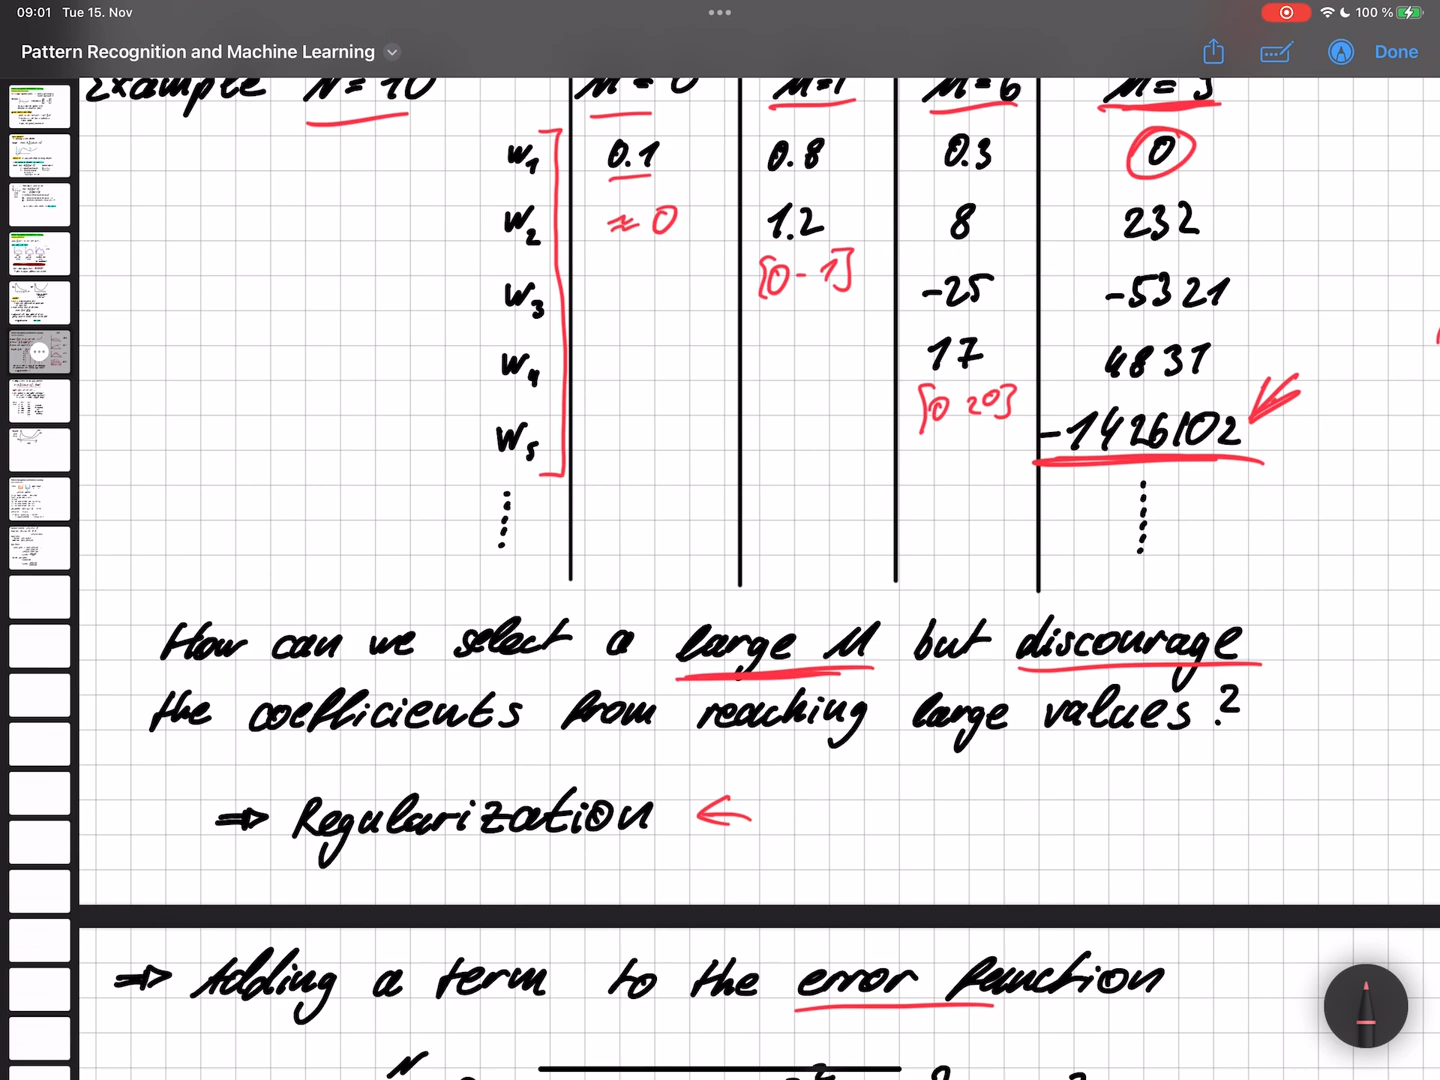 09:01 Tue 15. Nov
100 %
Pattern Recognition and Machine Learning
Done
Example N=10 M=0 M=1 M=6
w1 0.1 0.8 0.3 0
w2 ≈ 0 1.2 8 232
[0-1]
w3 -25 -5321
w4 17 4831
[0 20]
w5 -1426102
How can we select a large M but discourage
the coefficients from reaching large values?
⇒ Regularization ←
⇒ Adding a term to the error function
N